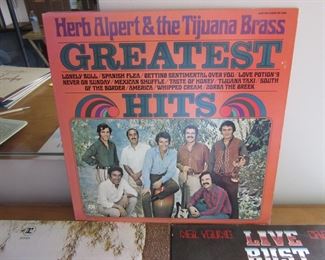 Herb Alpert & the Tijuana Brass
GREATEST
LONELY BULL / SPANISH FLEA / GETTING SENTIMENTAL OVER YOU / LOVE POTION #9
NEVER ON SUNDAY / MEXICAN SHUFFLE / TASTE OF HONEY / TIJUANA TAXI / SOUTH
OF THE BORDER / AMERICA / WHIPPED CREAM / ZORBA THE GREEK
HITS
NEIL YOUNG
LIVE
RUST